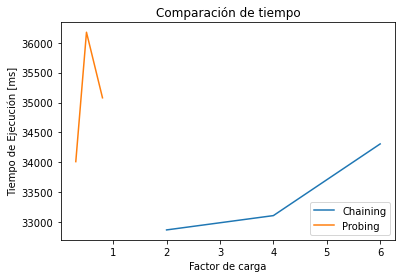 Comparación de tiempo
Tiempo de Ejecución [ms]
36000
35500
35000
34500
34000
33500
33000
1 2 3 4 5 6
Factor de carga
Chaining
Probing